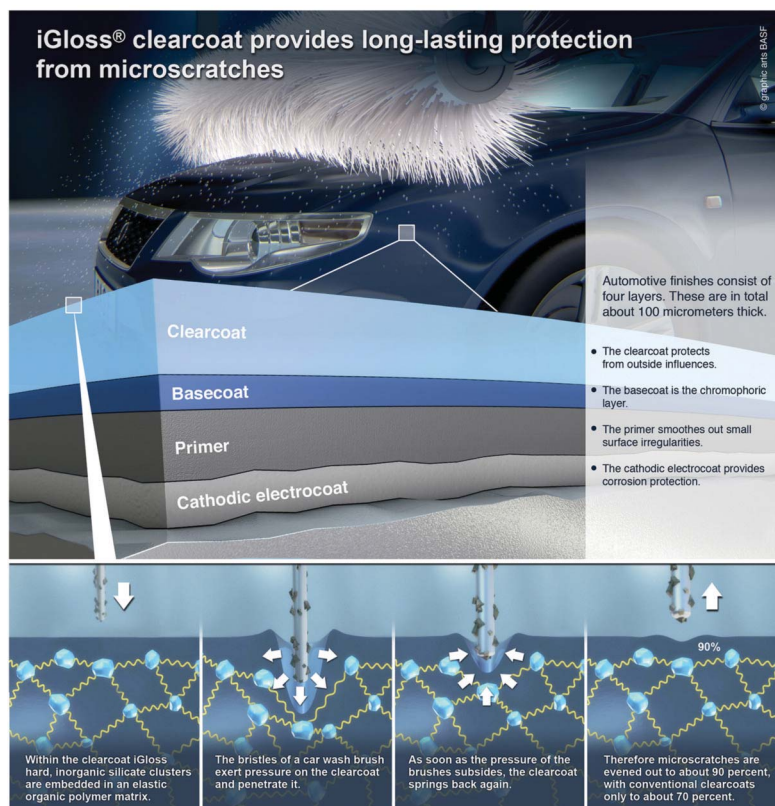 iGloss® clearcoat provides long-lasting protection
from microscratches
© graphic arts BASF
Automotive finishes consist of
four layers. These are in total
about 100 micrometers thick.
• The clearcoat protects
from outside influences.
• The basecoat is the chromophoric
layer.
• The primer smoothes out small
surface irregularities.
• The cathodic electrocoat provides
corrosion protection.
Clearcoat
Basecoat
Primer
Cathodic electrocoat
Within the clearcoat iGloss
hard, inorganic silicate clusters
are embedded in an elastic
organic polymer matrix.
The bristles of a car wash brush
exert pressure on the clearcoat
and penetrate it.
As soon as the pressure of the
brushes subsides, the clearcoat
springs back again.
90%
Therefore microscratches are
evened out to about 90 percent,
with conventional clearcoats
only to about 70 percent.